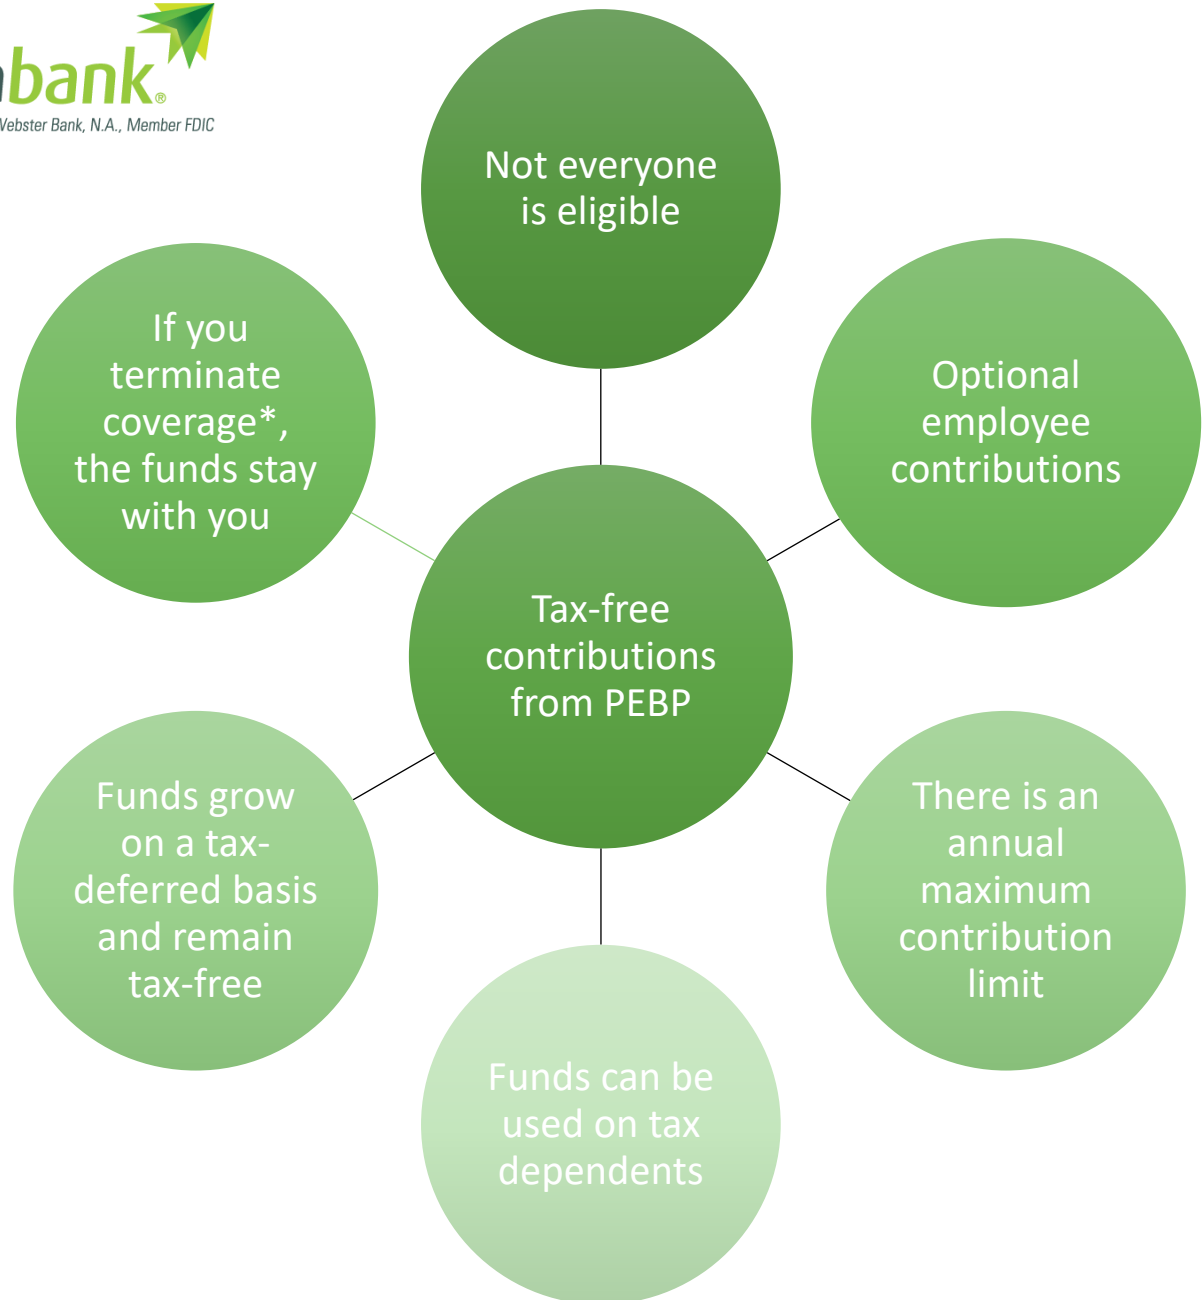 bank®
Webster Bank, N.A., Member FDIC
Not everyone
is eligible
If you
terminate
coverage*,
the funds stay
with you
Optional
employee
contributions
Tax-free
contributions
from PEBP
Funds grow
on a tax-
deferred basis
and remain
tax-free
There is an
annual
maximum
contribution
limit
Funds can be
used on tax
dependents